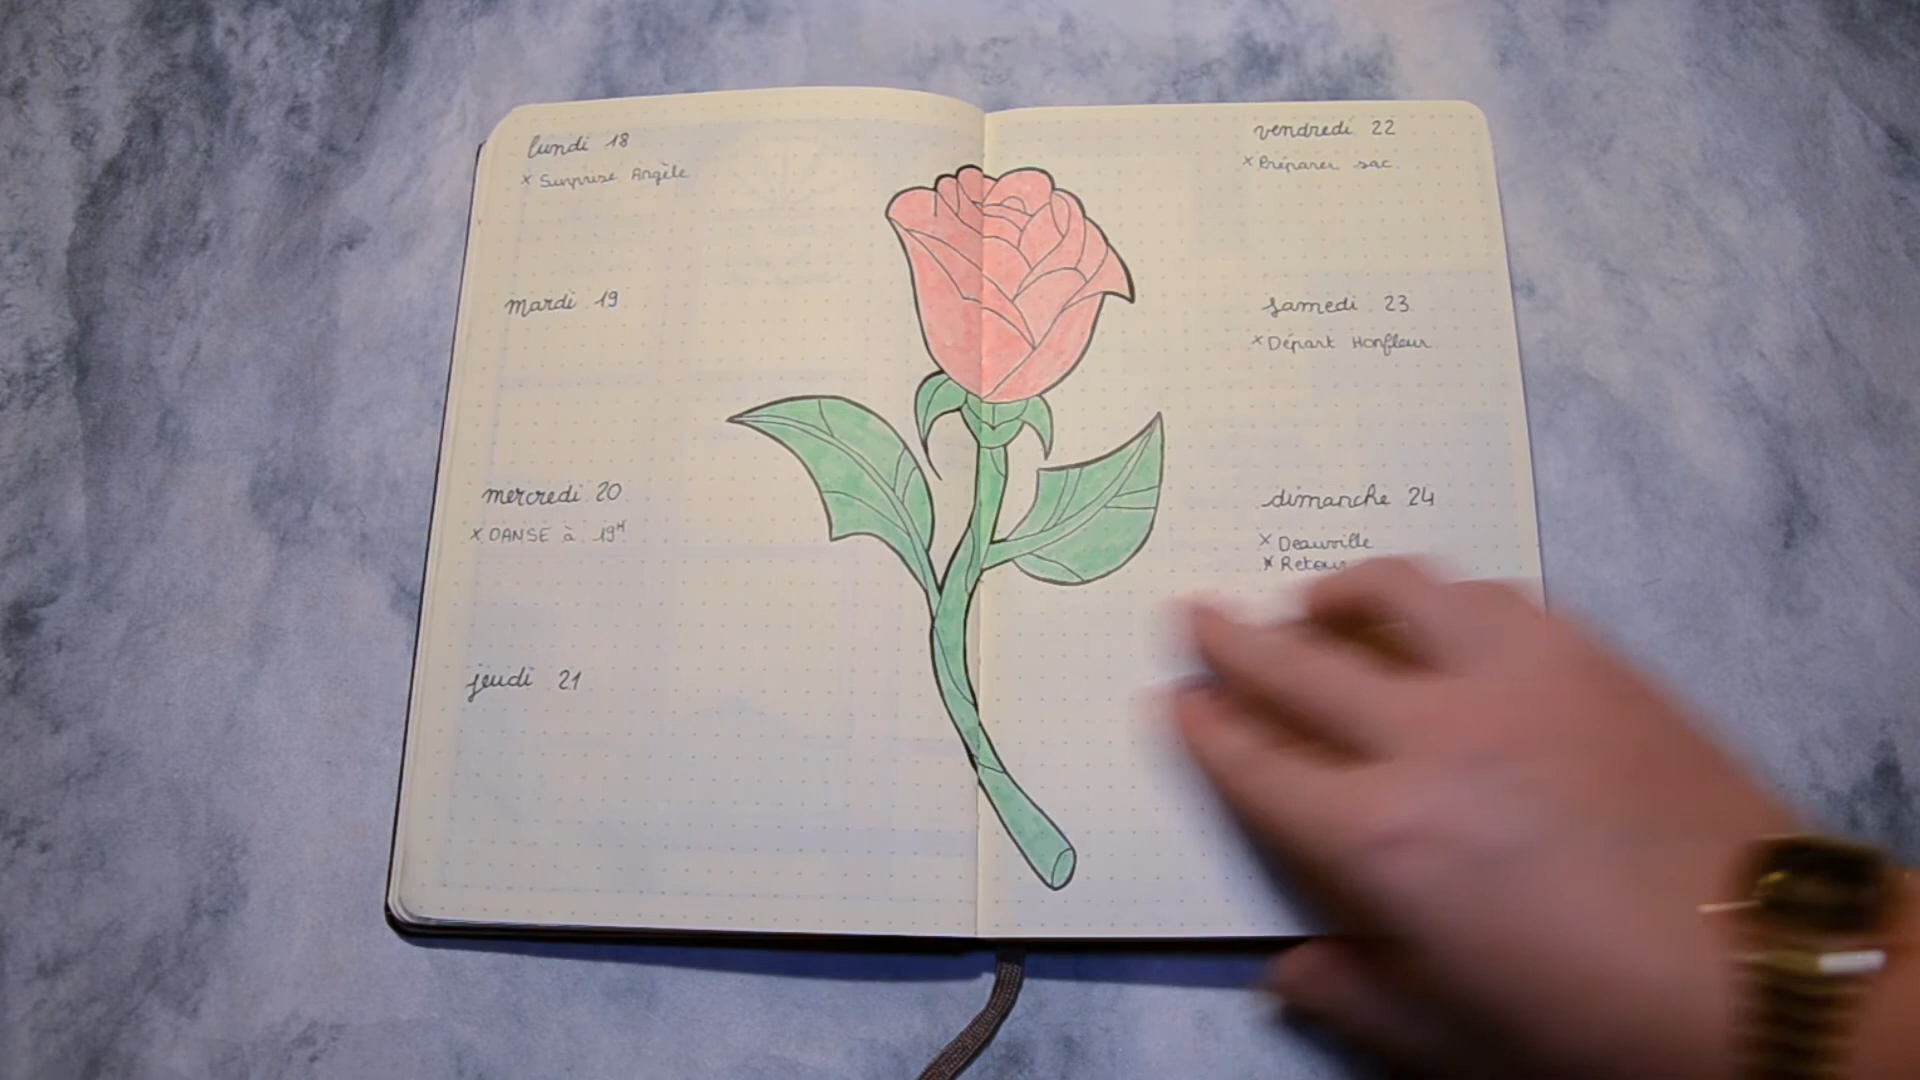 lundi 18
x Surprise Angèle
mardi 19
mercredi 20
x DANSE à 19H
jeudi 21
vendredi 22
x Préparer sac
samedi 23
x Départ Honfleur
dimanche 24
x Deauville
x Retour